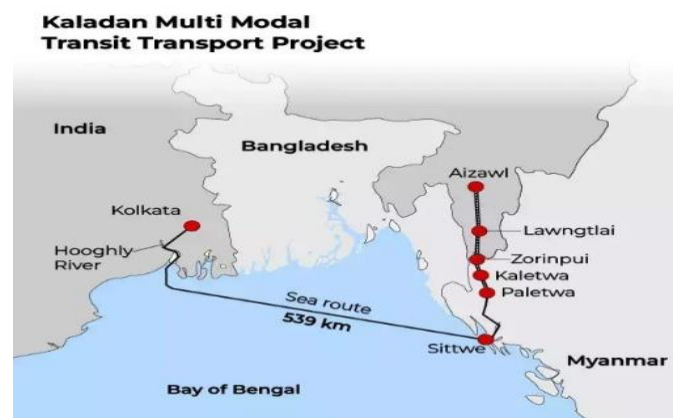 Kaladan Multi Modal
Transit Transport Project
India
Bangladesh
Aizawl
Kolkata
Lawngtlai
Hooghly
River
Zorinpui
Kaletwa
Paletwa
Sea route
539 km
Sittwe
Myanmar
Bay of Bengal